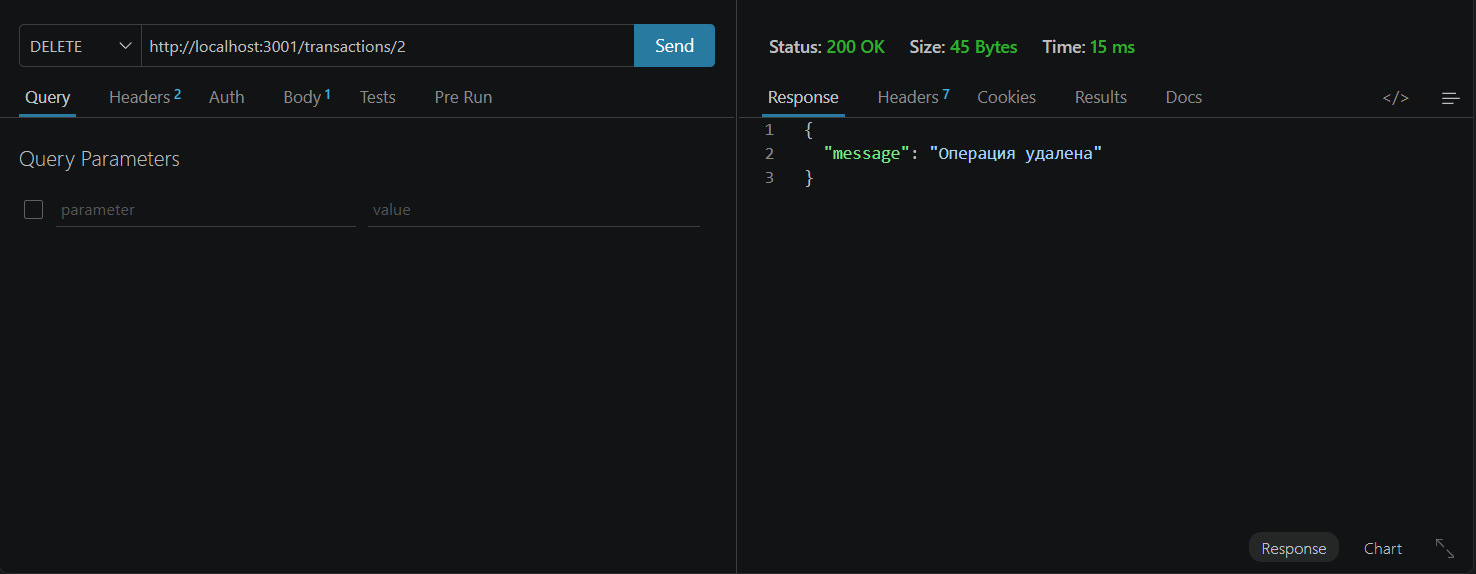 DELETE http://localhost:3001/transactions/2 Send
Query Headers 2 Auth Body 1 Tests Pre Run
Query Parameters
parameter value
Status: 200 OK Size: 45 Bytes Time: 15 ms
Response Headers 7 Cookies Results Docs </>
1 {
2 "message": "Операция удалена"
3 }
Response Chart